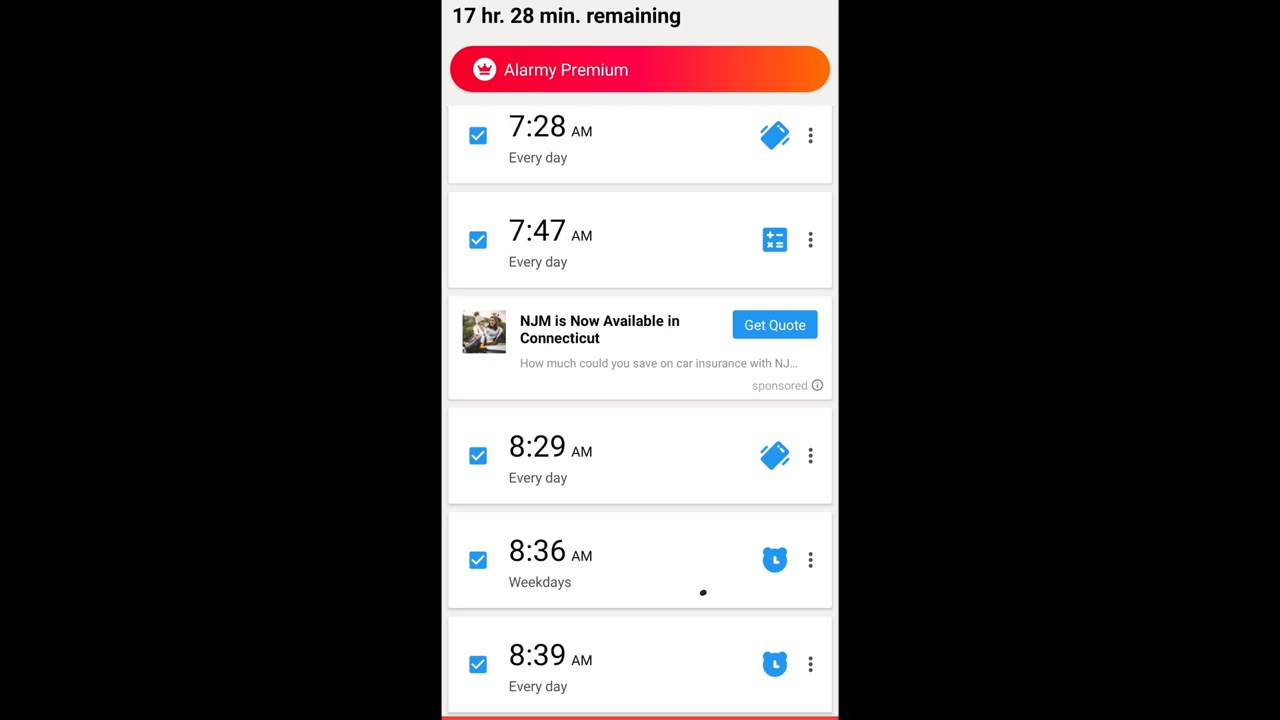 17 hr. 28 min. remaining
Alarmy Premium
7:28 AM
Every day
7:47 AM
Every day
NJM is Now Available in
Connecticut
Get Quote
How much could you save on car insurance with NJ...
sponsored
8:29 AM
Every day
8:36 AM
Weekdays
8:39 AM
Every day